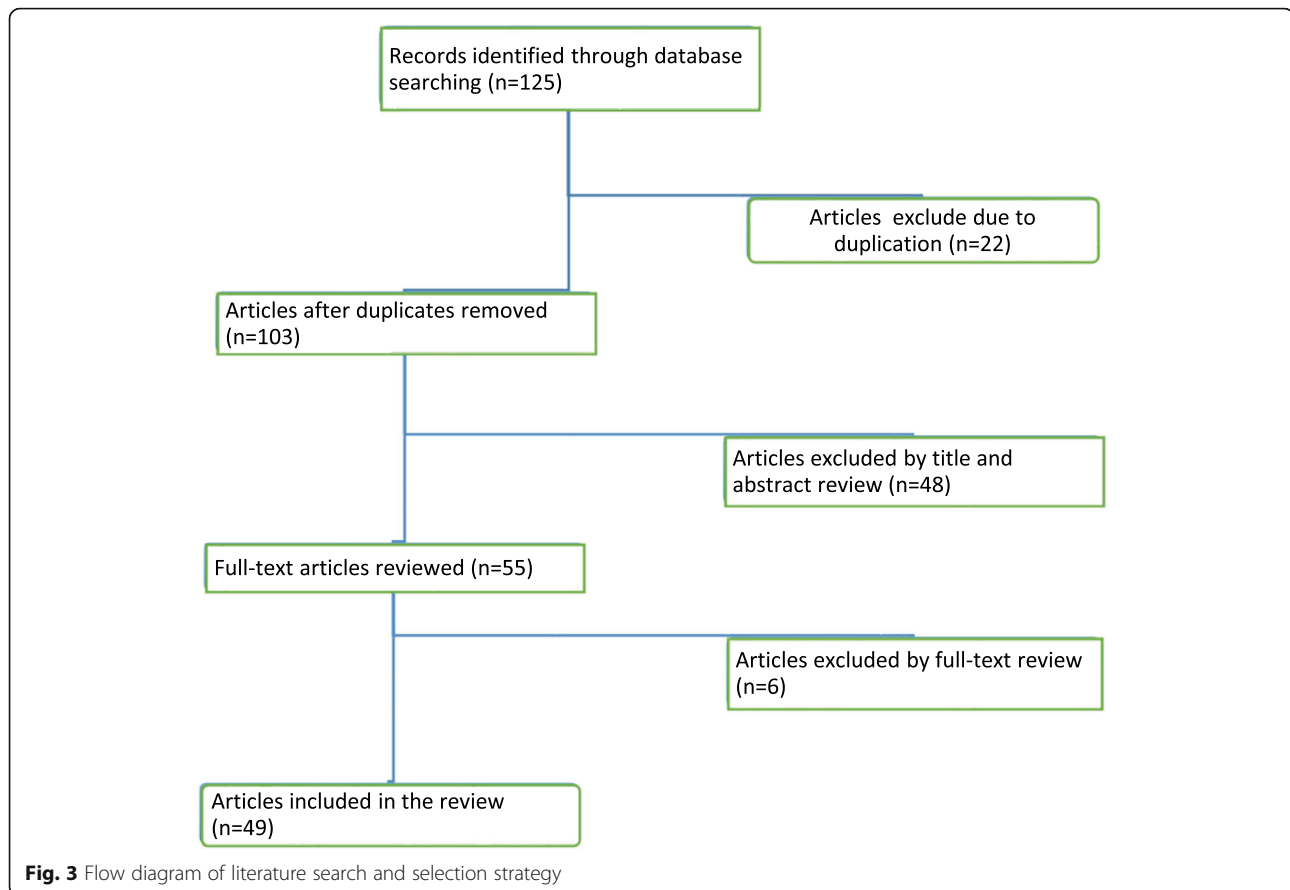 Records identified through database
searching (n=125)
Articles exclude due to
duplication (n=22)
Articles after duplicates removed
(n=103)
Articles excluded by title and
abstract review (n=48)
Full-text articles reviewed (n=55)
Articles excluded by full-text review
(n=6)
Articles included in the review
(n=49)
Fig. 3 Flow diagram of literature search and selection strategy